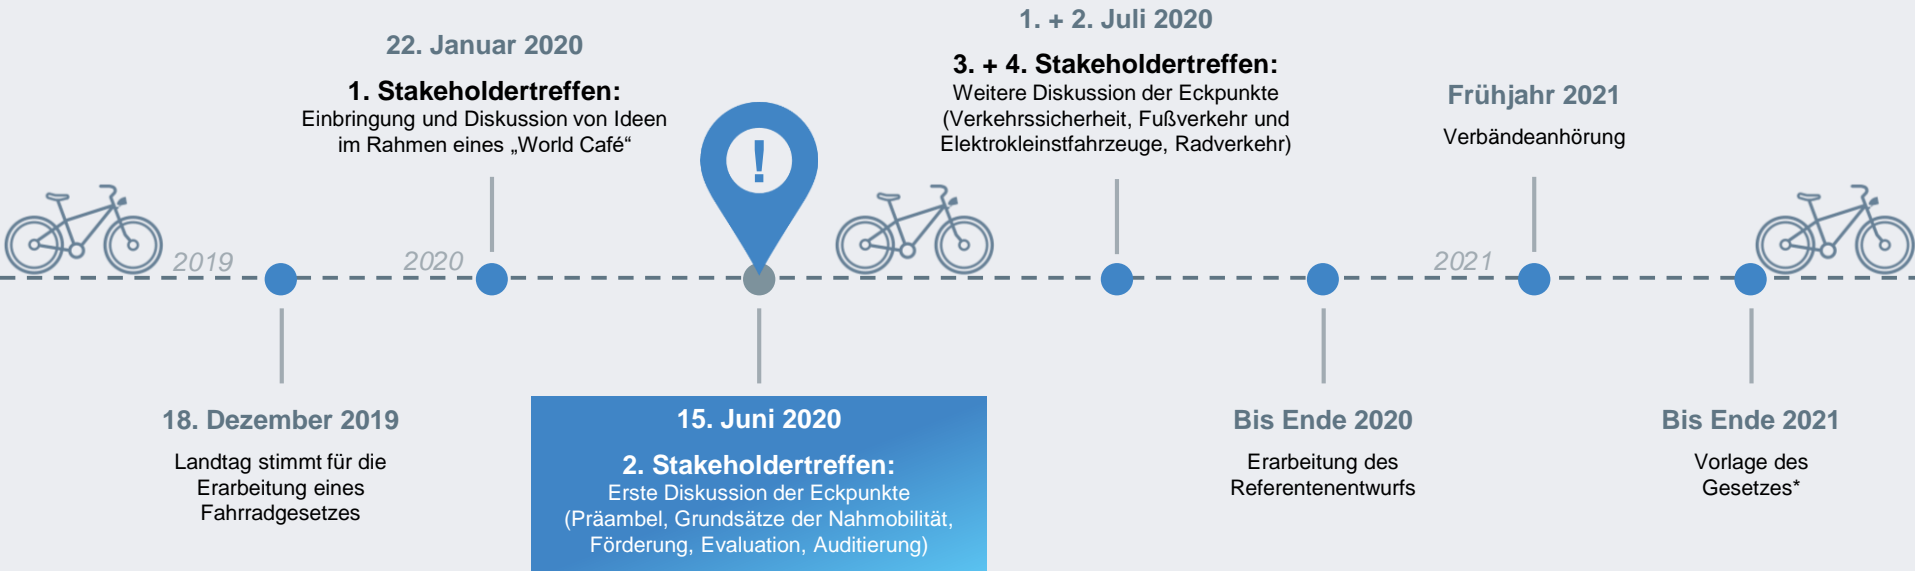 22. Januar 2020
1. Stakeholdertreffen:
Einbringung und Diskussion von Ideen
im Rahmen eines „World Café“
1. + 2. Juli 2020
3. + 4. Stakeholdertreffen:
Weitere Diskussion der Eckpunkte
(Verkehrssicherheit, Fußverkehr und
Elektrokleinstfahrzeuge, Radverkehr)
Frühjahr 2021
Verbändeanhörung
!
2019
2020
2021
18. Dezember 2019
Landtag stimmt für die
Erarbeitung eines
Fahrradgesetzes
15. Juni 2020
2. Stakeholdertreffen:
Erste Diskussion der Eckpunkte
(Präambel, Grundsätze der Nahmobilität,
Förderung, Evaluation, Auditierung)
Bis Ende 2020
Erarbeitung des
Referentenentwurfs
Bis Ende 2021
Vorlage des
Gesetzes*